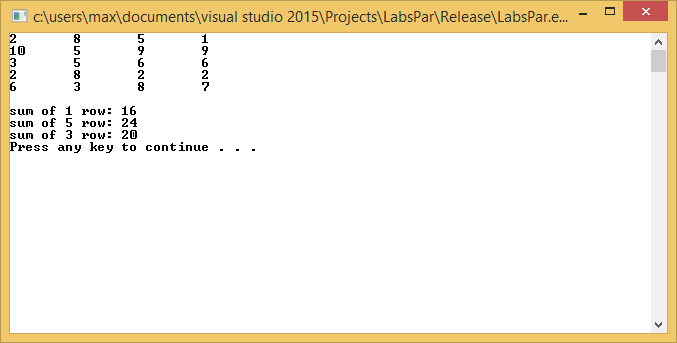 c:\users\max\documents\visual studio 2015\Projects\LabsPar\Release\LabsPar.e...
2 8 5 1
10 5 9 9
3 5 6 6
2 8 2 2
6 3 8 7
sum of 1 row: 16
sum of 5 row: 24
sum of 3 row: 20
Press any key to continue . . .